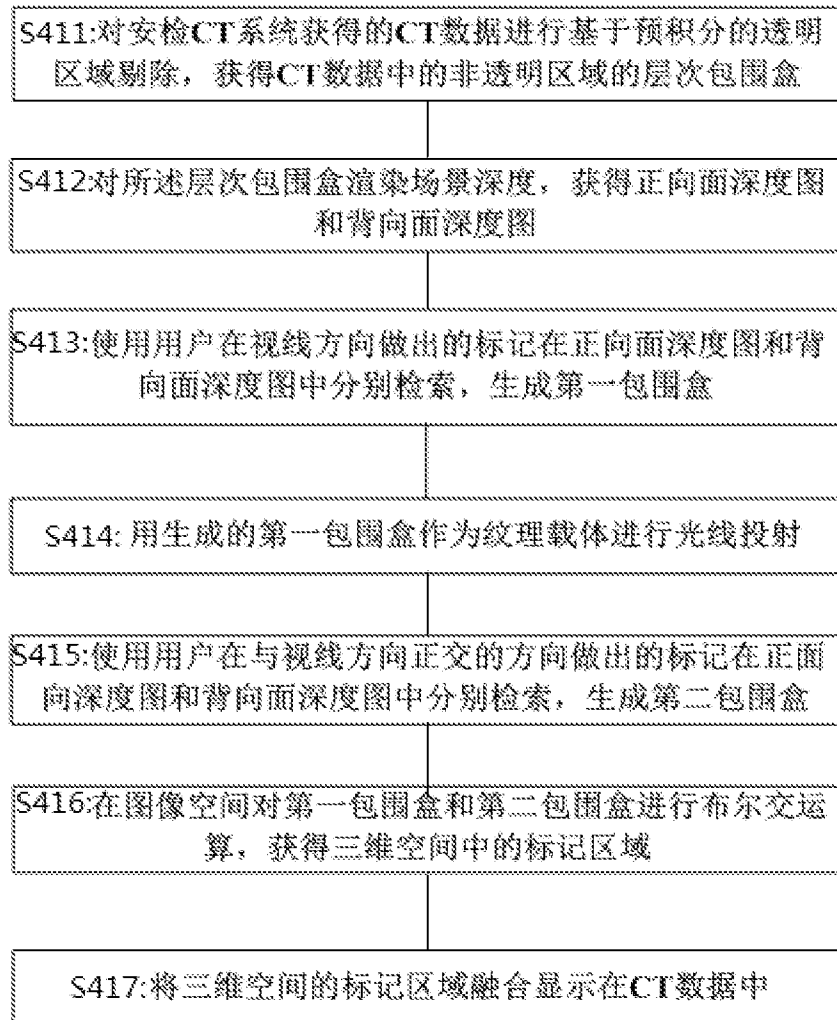 S411:对安检CT系统获得的CT数据进行基于预积分的透明
区域剔除，获得CT数据中的非透明区域的层次包围盒
S412:对所述层次包围盒渲染场景深度，获得正向面深度图
和背向面深度图
S413:使用用户在视线方向做出的标记在正向面深度图和背
向面深度图中分别检索，生成第一包围盒
S414: 用生成的第一包围盒作为纹理载体进行光线投射
S415:使用用户在与视线方向正交的方向做出的标记在正面
向深度图和背向面深度图中分别检索，生成第二包围盒
S416:在图像空间对第一包围盒和第二包围盒进行布尔交运
算，获得三维空间中的标记区域
S417:将三维空间的标记区域融合显示在CT数据中